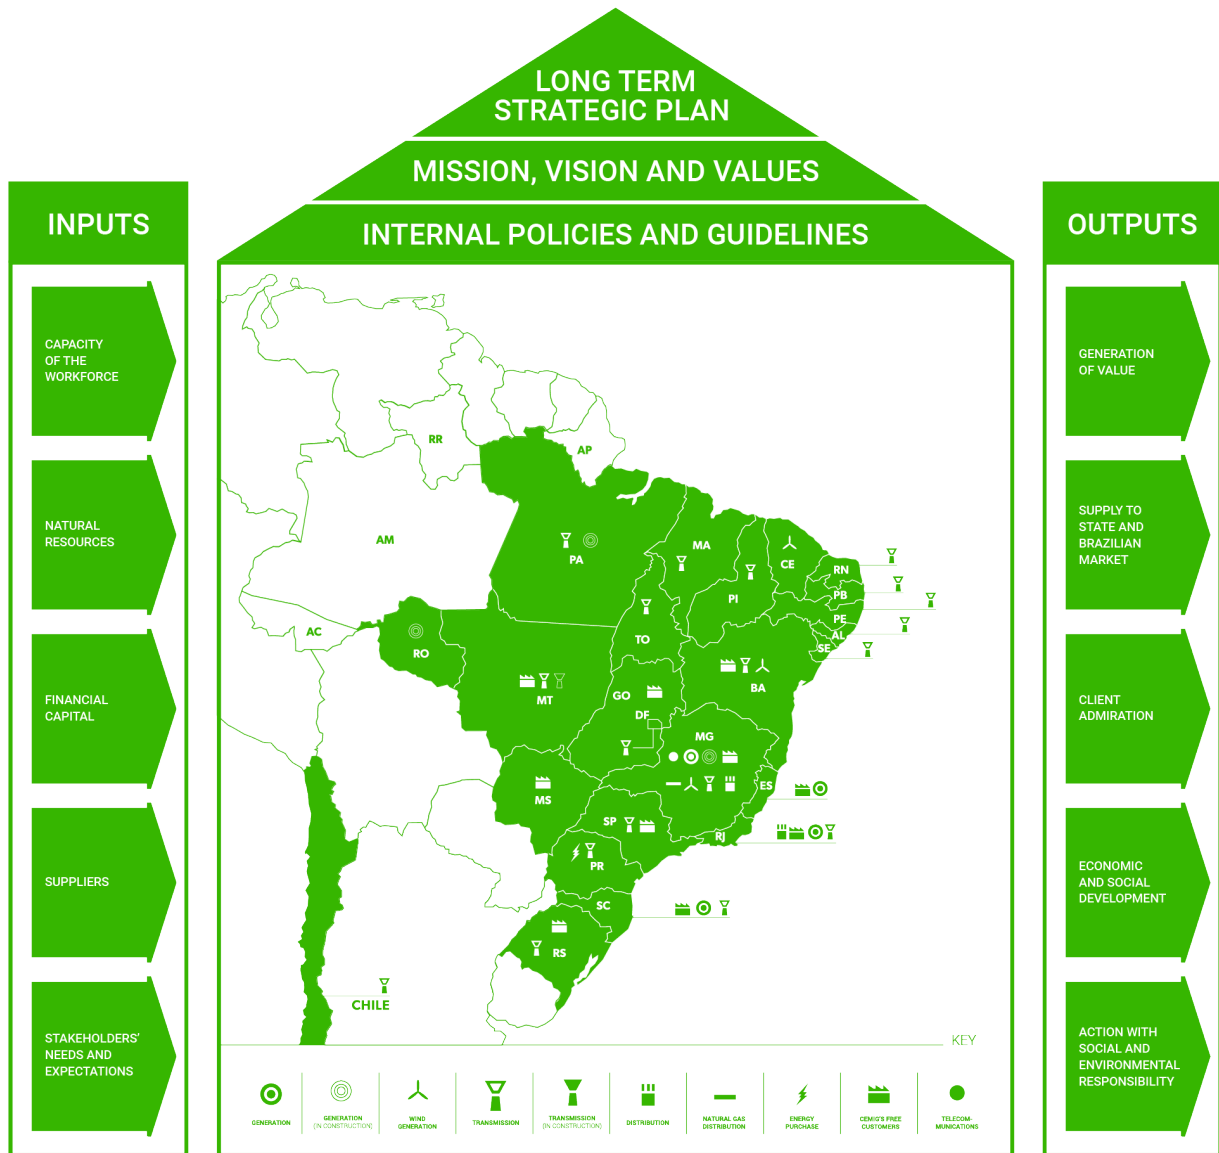 LONG TERM
STRATEGIC PLAN
MISSION, VISION AND VALUES
INTERNAL POLICIES AND GUIDELINES
INPUTS
CAPACITY
OF THE
WORKFORCE
NATURAL
RESOURCES
FINANCIAL
CAPITAL
SUPPLIERS
STAKEHOLDERS'
NEEDS AND
EXPECTATIONS
RR
AP
AM
PA
MA
CE
RN
PB
PE
AL
SE
PI
TO
AC
RO
MT
BA
GO
DF
MG
MS
ES
SP
RJ
PR
SC
RS
CHILE
KEY
GENERATION
GENERATION
(IN CONSTRUCTION)
WIND
GENERATION
TRANSMISSION
TRANSMISSION
(IN CONSTRUCTION)
DISTRIBUTION
NATURAL GAS
DISTRIBUTION
ENERGY
PURCHASE
CEMIG'S FREE
CUSTOMERS
TELECOM-
MUNICATIONS
OUTPUTS
GENERATION
OF VALUE
SUPPLY TO
STATE AND
BRAZILIAN
MARKET
CLIENT
ADMIRATION
ECONOMIC
AND SOCIAL
DEVELOPMENT
ACTION WITH
SOCIAL AND
ENVIRONMENTAL
RESPONSIBILITY